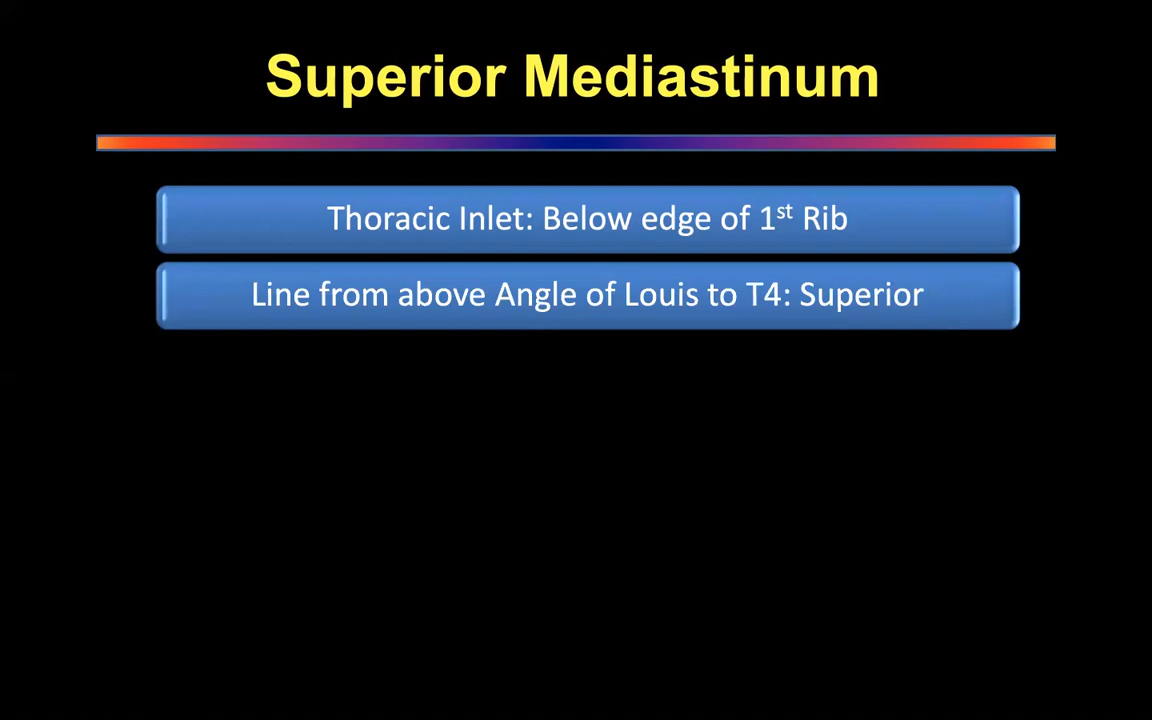 Superior Mediastinum
Thoracic Inlet: Below edge of 1st Rib
Line from above Angle of Louis to T4: Superior